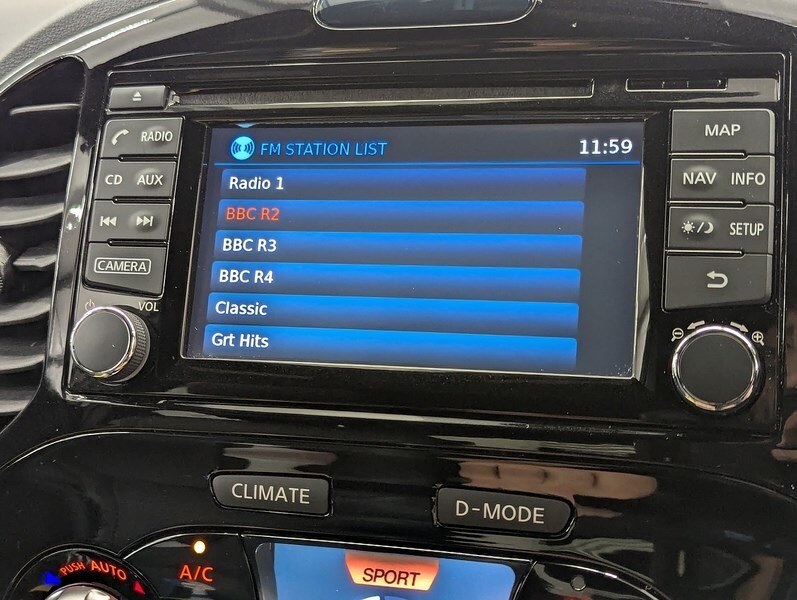 RADIO
CD AUX
CAMERA
VOL
FM STATION LIST 11:59
Radio 1
BBC R2
BBC R3
BBC R4
Classic
Grt Hits
MAP
NAV INFO
SETUP
CLIMATE
D-MODE
PUSH AUTO
A/C
SPORT